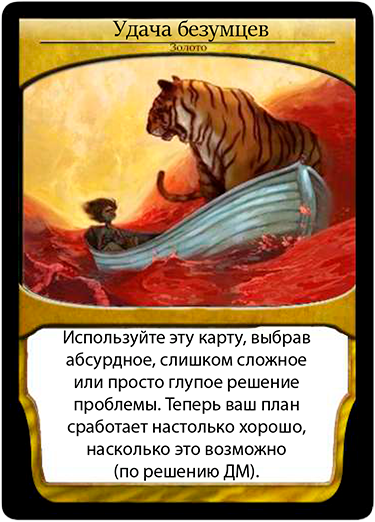 Удача безумцев
Золото
Используйте эту карту, выбрав
абсурдное, слишком сложное
или просто глупое решение
проблемы. Теперь ваш план
сработает настолько хорошо,
насколько это возможно
(по решению ДМ).